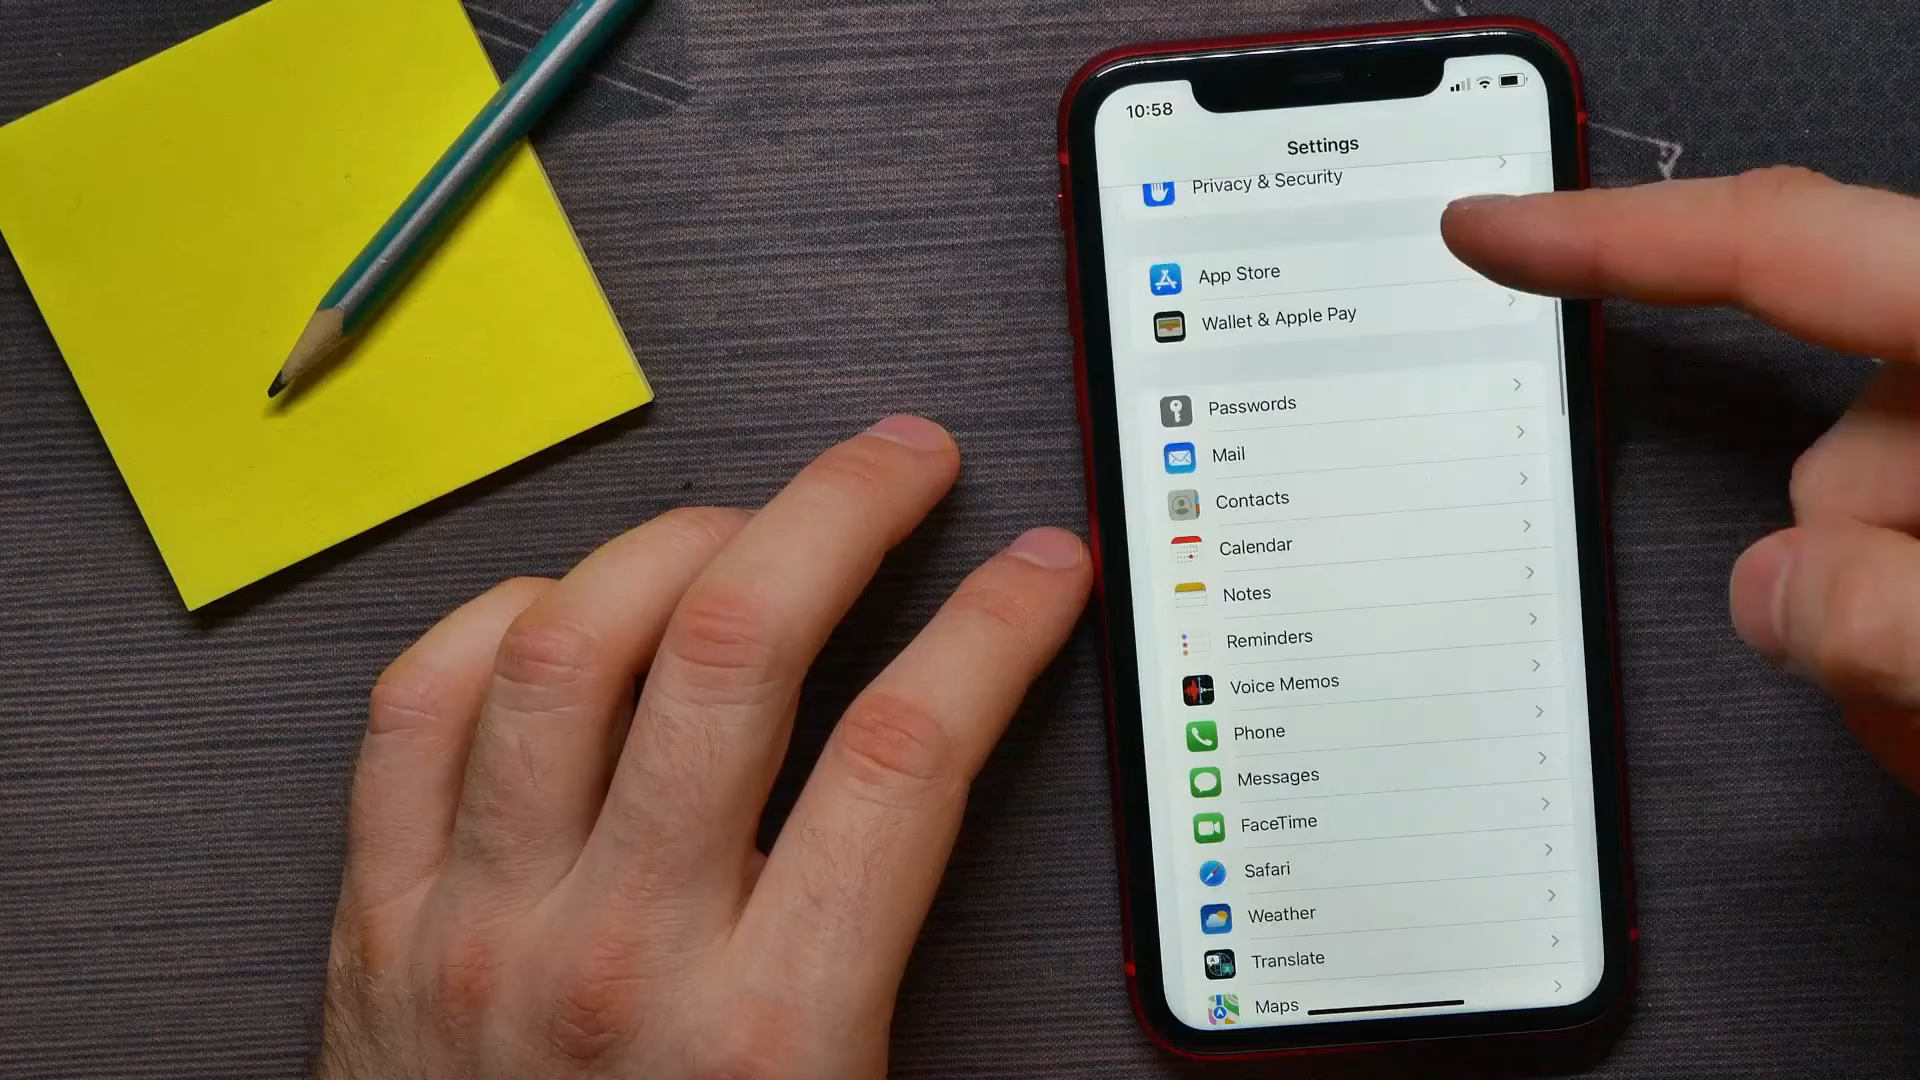 10:58
Settings
Privacy & Security
App Store
Wallet & Apple Pay
Passwords
Mail
Contacts
Calendar
Notes
Reminders
Voice Memos
Phone
Messages
FaceTime
Safari
Weather
Translate
Maps